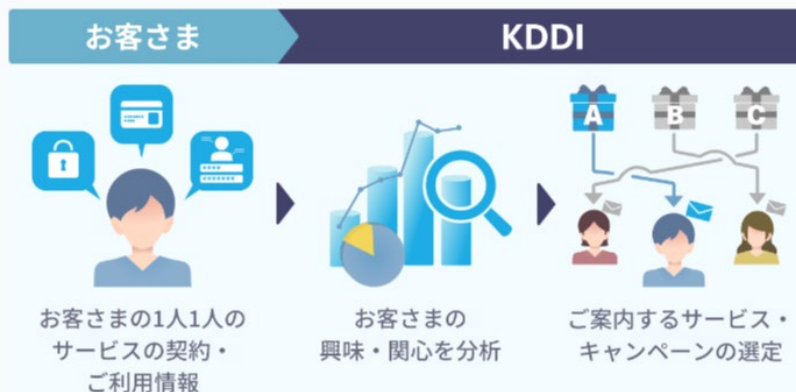 お客さま
KDDI
A
B
C
お客さまの1人1人の
サービスの契約・
ご利用情報
お客さまの
興味・関心を分析
ご案内するサービス・
キャンペーンの選定